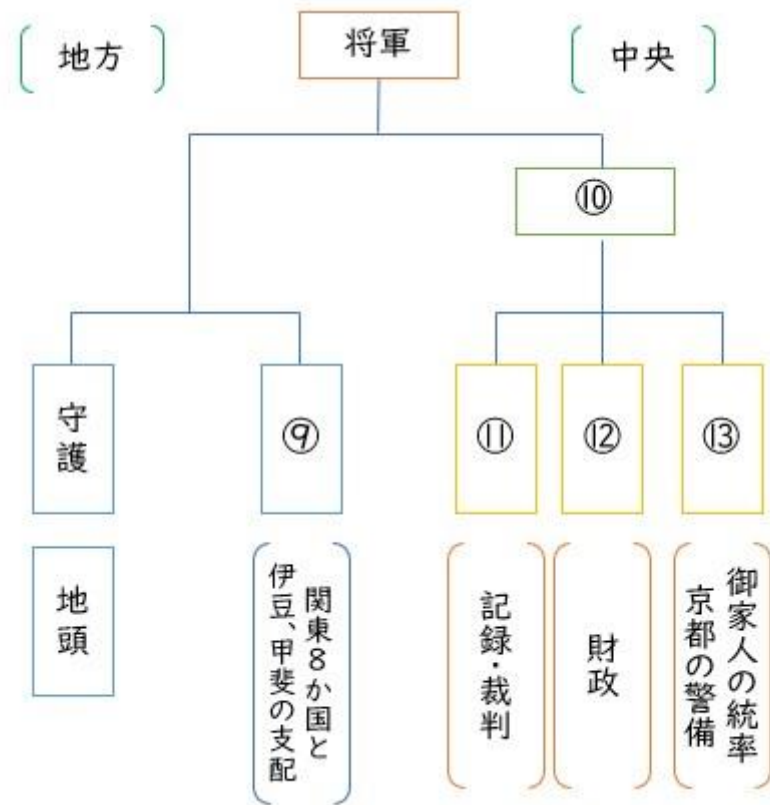 地方
将軍
中央
⑩
守護
⑨
⑪
⑫
⑬
地頭
関東8か国と
伊豆、甲斐の支配
記録・裁判
財政
御家人の統率
京都の警備